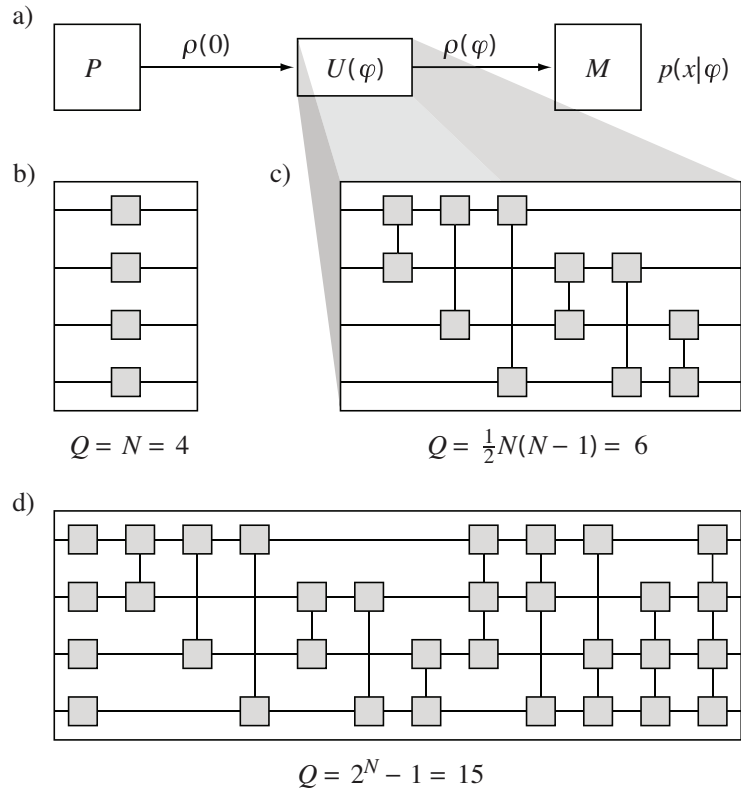 a)
P ρ(0) U(φ) ρ(φ) M p(x|φ)
b) c)
Q = N = 4 Q = ½N(N − 1) = 6
d)
Q = 2^N − 1 = 15